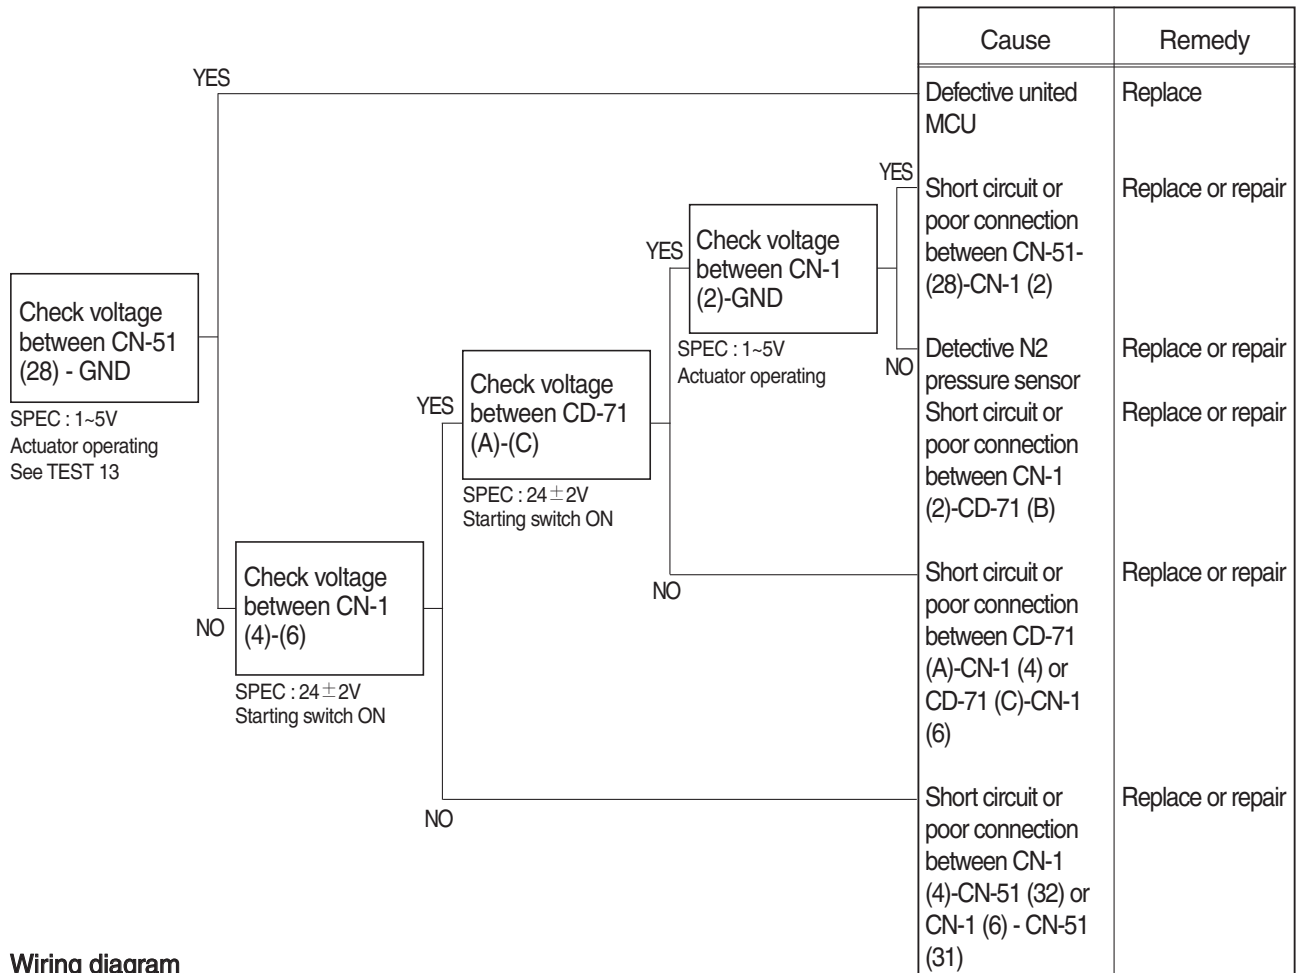 Cause
Remedy
YES
Defective united
MCU
Replace
YES
Short circuit or
poor connection
between CN-51-
(28)-CN-1 (2)
Replace or repair
YES
Check voltage
between CN-1
(2)-GND
SPEC : 1~5V
Actuator operating
NO
Detective N2
pressure sensor
Replace or repair
Short circuit or
poor connection
between CN-1
(2)-CD-71 (B)
Replace or repair
Check voltage
between CN-51
(28) - GND
SPEC : 1~5V
Actuator operating
See TEST 13
YES
Check voltage
between CD-71
(A)-(C)
SPEC : 24±2V
Starting switch ON
NO
Short circuit or
poor connection
between CD-71
(A)-CN-1 (4) or
CD-71 (C)-CN-1
(6)
Replace or repair
NO
Check voltage
between CN-1
(4)-(6)
SPEC : 24±2V
Starting switch ON
NO
Short circuit or
poor connection
between CN-1
(4)-CN-51 (32) or
CN-1 (6) - CN-51
(31)
Replace or repair
Wiring diagram